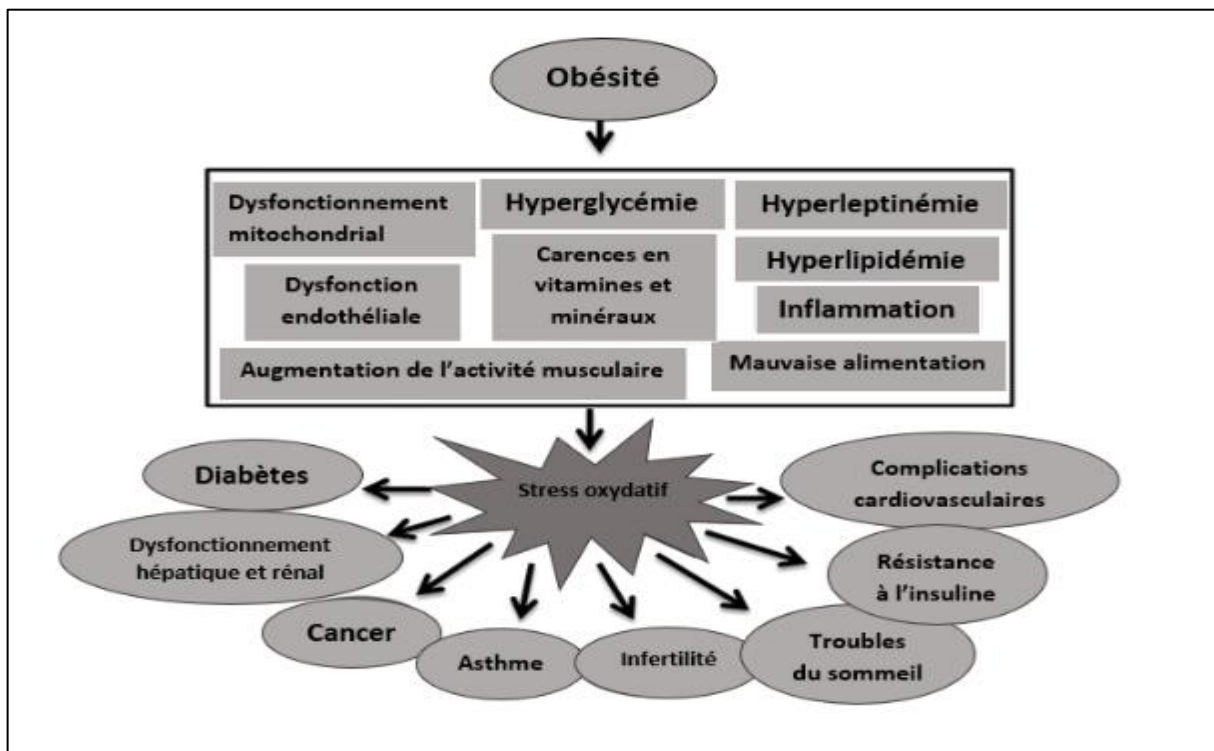 Obésité
Dysfonctionnement
mitochondrial
Hyperglycémie
Hyperleptinémie
Dysfonction
endothéliale
Carences en
vitamines et
minéraux
Hyperlipidémie
Inflammation
Augmentation de l’activité musculaire
Mauvaise alimentation
Stress oxydatif
Diabètes
Dysfonctionnement
hépatique et rénal
Cancer
Asthme
Infertilité
Troubles
du sommeil
Résistance
à l’insuline
Complications
cardiovasculaires